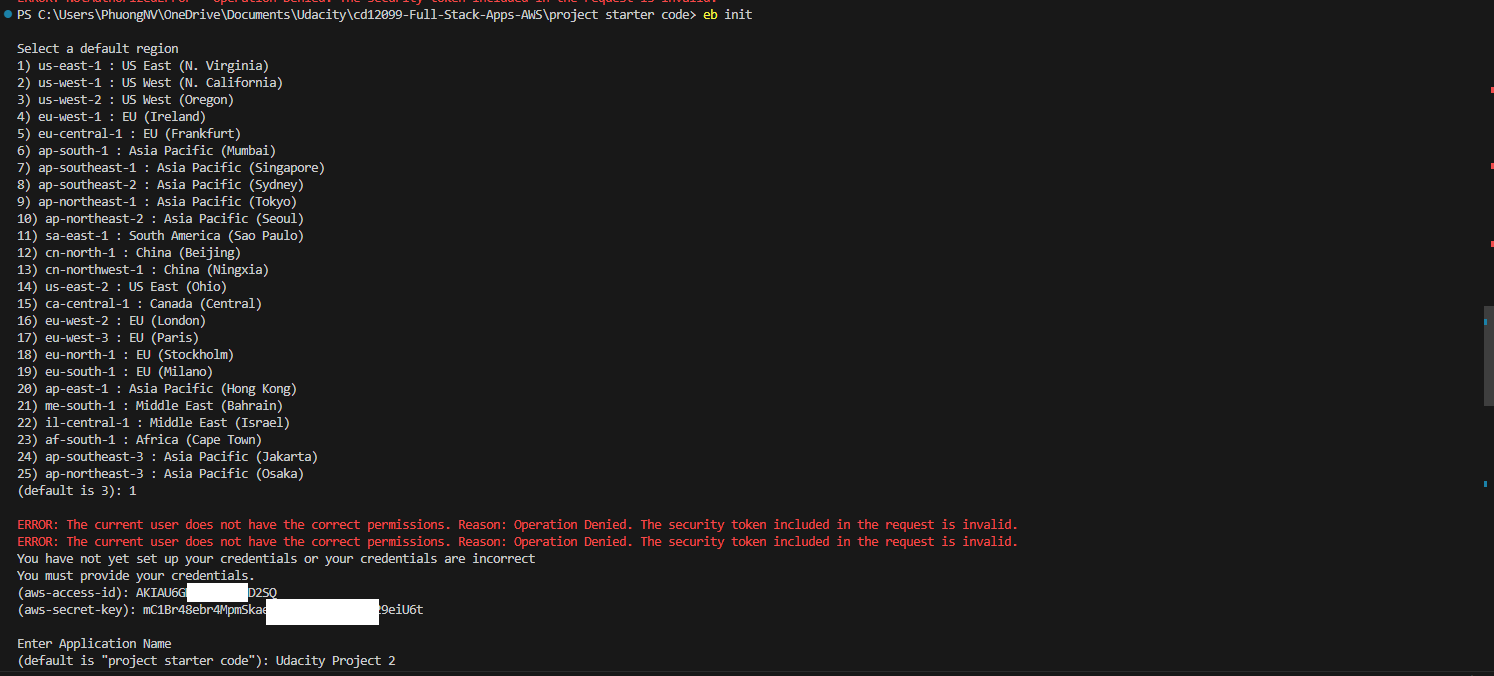 ERROR: NotAuthorizedError - Operation Denied. The security token included in the request is invalid.
PS C:\Users\PhuongNV\OneDrive\Documents\Udacity\cd12099-Full-Stack-Apps-AWS\project starter code> eb init
Select a default region
1) us-east-1 : US East (N. Virginia)
2) us-west-1 : US West (N. California)
3) us-west-2 : US West (Oregon)
4) eu-west-1 : EU (Ireland)
5) eu-central-1 : EU (Frankfurt)
6) ap-south-1 : Asia Pacific (Mumbai)
7) ap-southeast-1 : Asia Pacific (Singapore)
8) ap-southeast-2 : Asia Pacific (Sydney)
9) ap-northeast-1 : Asia Pacific (Tokyo)
10) ap-northeast-2 : Asia Pacific (Seoul)
11) sa-east-1 : South America (Sao Paulo)
12) cn-north-1 : China (Beijing)
13) cn-northwest-1 : China (Ningxia)
14) us-east-2 : US East (Ohio)
15) ca-central-1 : Canada (Central)
16) eu-west-2 : EU (London)
17) eu-west-3 : EU (Paris)
18) eu-north-1 : EU (Stockholm)
19) eu-south-1 : EU (Milano)
20) ap-east-1 : Asia Pacific (Hong Kong)
21) me-south-1 : Middle East (Bahrain)
22) il-central-1 : Middle East (Israel)
23) af-south-1 : Africa (Cape Town)
24) ap-southeast-3 : Asia Pacific (Jakarta)
25) ap-northeast-3 : Asia Pacific (Osaka)
(default is 3): 1
ERROR: The current user does not have the correct permissions. Reason: Operation Denied. The security token included in the request is invalid.
ERROR: The current user does not have the correct permissions. Reason: Operation Denied. The security token included in the request is invalid.
You have not yet set up your credentials or your credentials are incorrect
You must provide your credentials.
(aws-access-id): AKIAU6G D2SQ
(aws-secret-key): mC1Br48ebr4MpmSkae 29eiU6t
Enter Application Name
(default is "project starter code"): Udacity Project 2